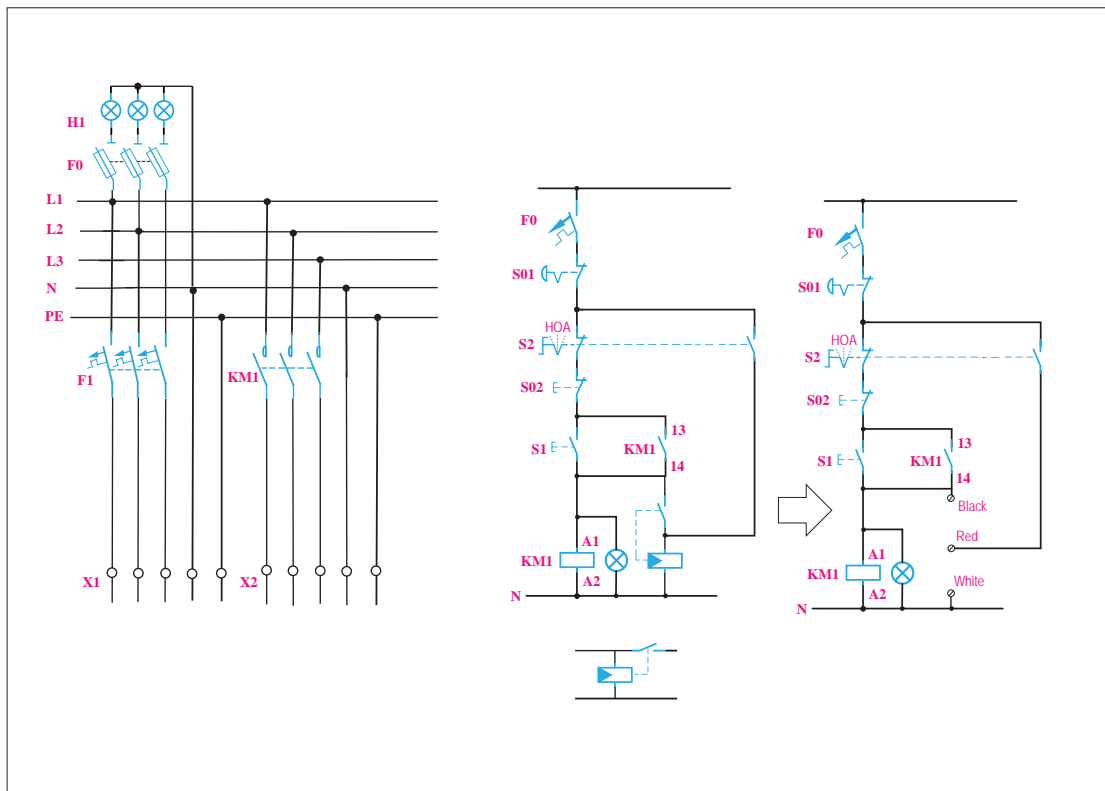 H1
F0
L1
L2
L3
N
PE
F1
KM1
X1
X2
F0
S01
HOA
S2
S02
13
S1
KM1
14
A1
KM1
A2
N
F0
S01
HOA
S2
S02
13
S1
KM1
14
Black
Red
A1
KM1
White
A2
N